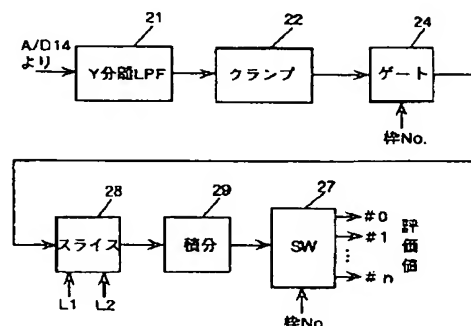 21
22
24
A/D14
より
Y分離LPF
クランプ
ゲート
枠No.
28
29
27
スライス
積分
SW
#0
#1
⋮
#n
評価値
L1
L2
枠No